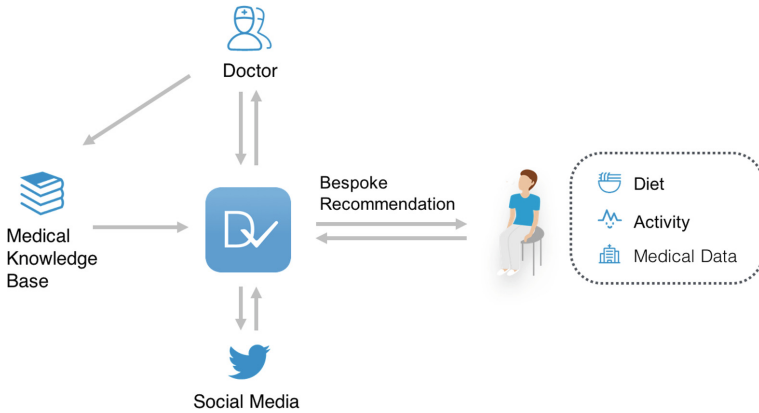 Doctor
Bespoke
Recommendation
Diet
Activity
Medical Data
Medical
Knowledge
Base
Social Media